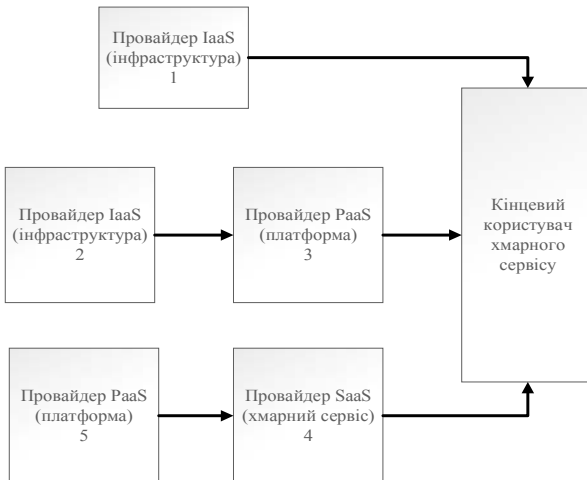 Провайдер IaaS
(інфраструктура)
1
Провайдер IaaS
(інфраструктура)
2
Провайдер PaaS
(платформа)
3
Кінцевий
користувач
хмарного
сервісу
Провайдер PaaS
(платформа)
5
Провайдер SaaS
(хмарний сервіс)
4